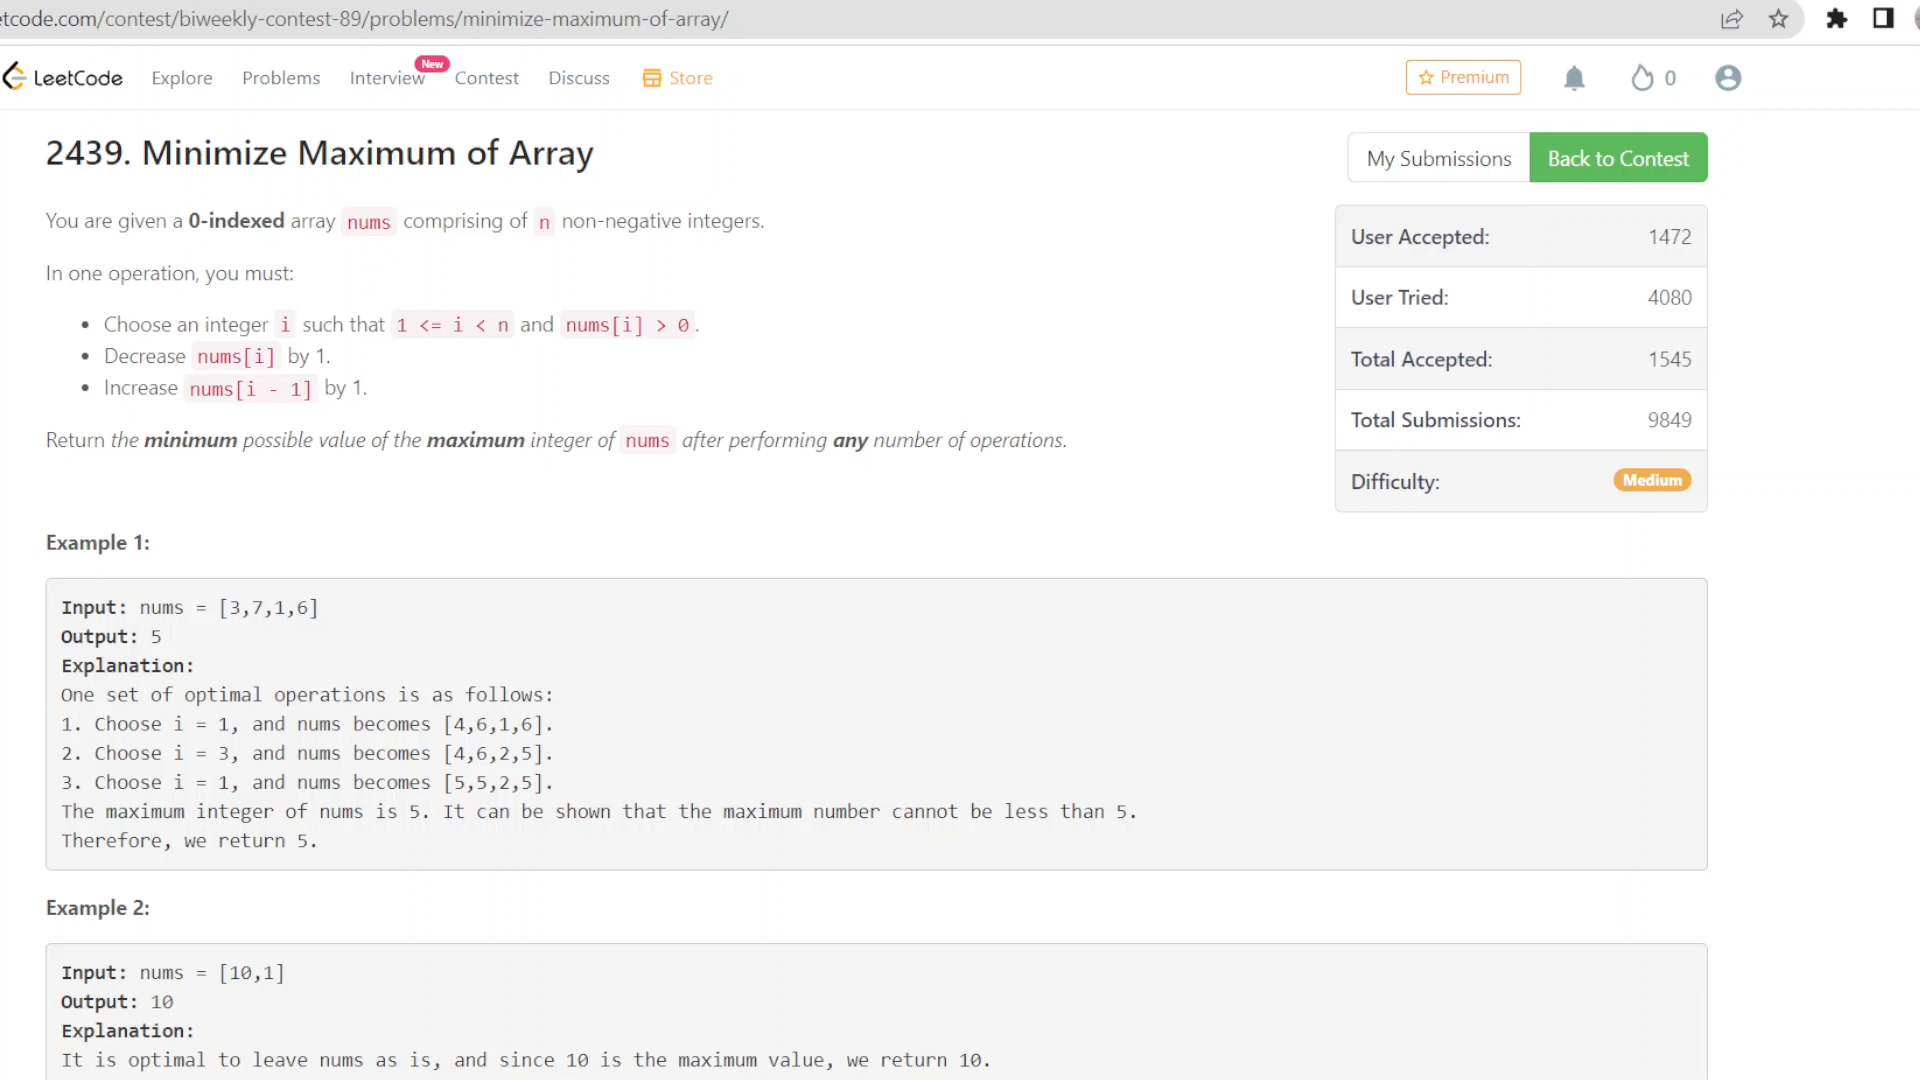 etcode.com/contest/biweekly-contest-89/problems/minimize-maximum-of-array/
LeetCode Explore Problems Interview New Contest Discuss Store Premium 0
2439. Minimize Maximum of Array
My Submissions Back to Contest
You are given a 0-indexed array nums comprising of n non-negative integers.
In one operation, you must:
• Choose an integer i such that 1 <= i < n and nums[i] > 0.
• Decrease nums[i] by 1.
• Increase nums[i - 1] by 1.
Return the minimum possible value of the maximum integer of nums after performing any number of operations.
User Accepted: 1472
User Tried: 4080
Total Accepted: 1545
Total Submissions: 9849
Difficulty: Medium
Example 1:
Input: nums = [3,7,1,6]
Output: 5
Explanation:
One set of optimal operations is as follows:
1. Choose i = 1, and nums becomes [4,6,1,6].
2. Choose i = 3, and nums becomes [4,6,2,5].
3. Choose i = 1, and nums becomes [5,5,2,5].
The maximum integer of nums is 5. It can be shown that the maximum number cannot be less than 5.
Therefore, we return 5.
Example 2:
Input: nums = [10,1]
Output: 10
Explanation:
It is optimal to leave nums as is, and since 10 is the maximum value, we return 10.